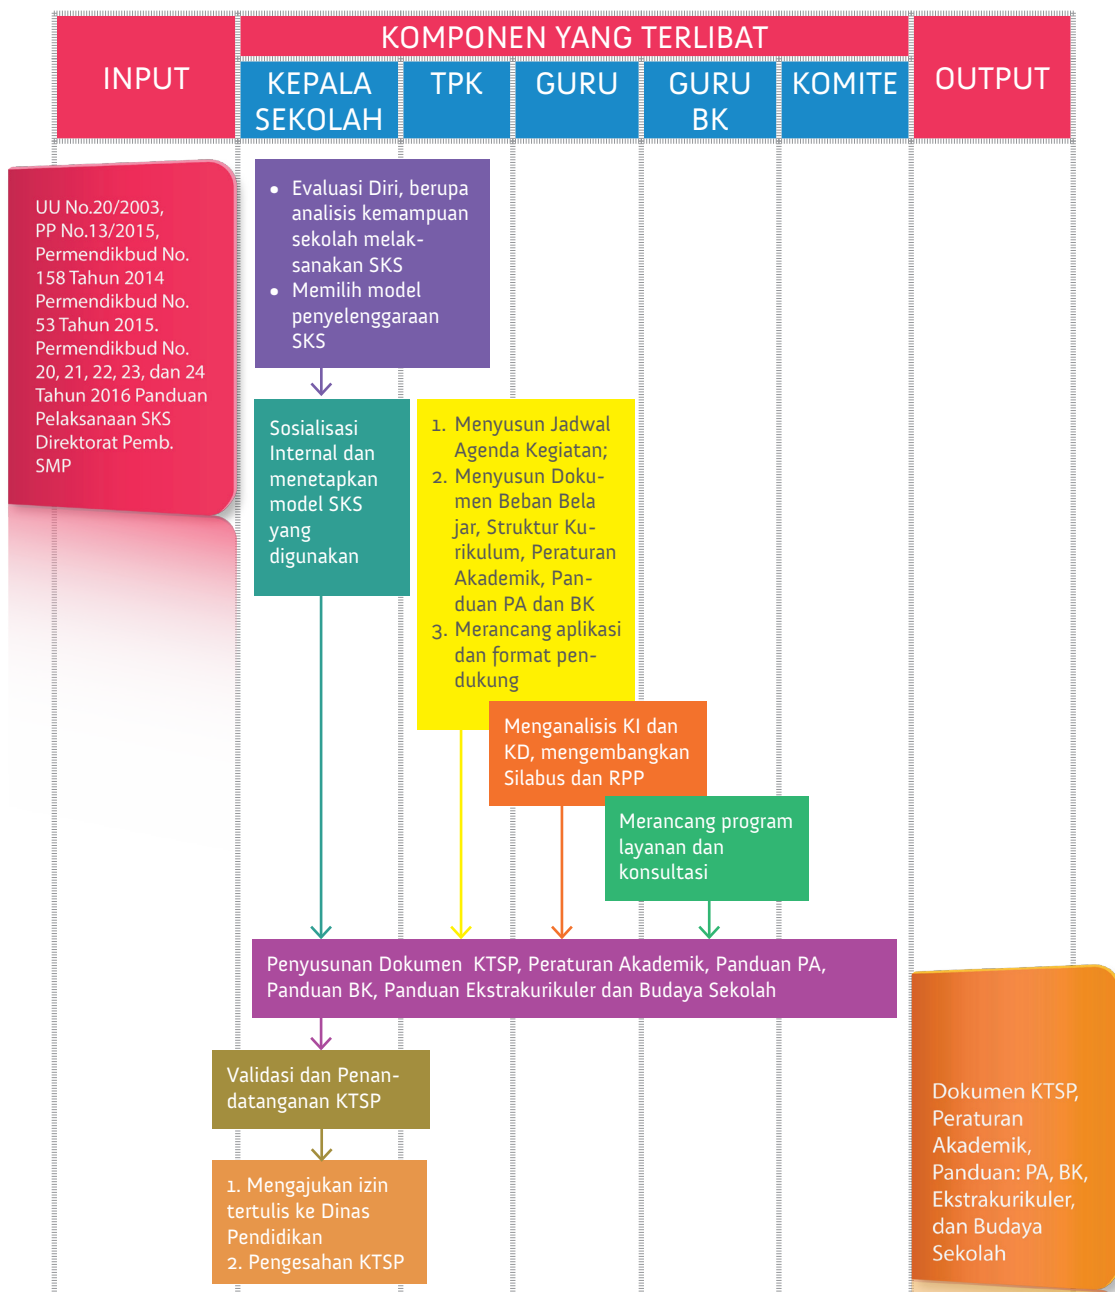 INPUT
KOMPONEN YANG TERLIBAT
KEPALA
SEKOLAH
TPK
GURU
GURU
BK
KOMITE
OUTPUT
UU No.20/2003,
PP No.13/2015,
Permendikbud No.
158 Tahun 2014
Permendikbud No.
53 Tahun 2015.
Permendikbud No.
20, 21, 22, 23, dan 24
Tahun 2016 Panduan
Pelaksanaan SKS
Direktorat Pemb.
SMP
• Evaluasi Diri, berupa
analisis kemampuan
sekolah melak-
sanakan SKS
• Memilih model
penyelenggaraan
SKS
Sosialisasi
Internal dan
menetapkan
model SKS
yang
digunakan
1. Menyusun Jadwal
Agenda Kegiatan;
2. Menyusun Doku-
men Beban Bela
jar, Struktur Ku-
rikulum, Peraturan
Akademik, Pan-
duan PA dan BK
3. Merancang aplikasi
dan format pen-
dukung
Menganalisis KI dan
KD, mengembangkan
Silabus dan RPP
Merancang program
layanan dan
konsultasi
Penyusunan Dokumen KTSP, Peraturan Akademik, Panduan PA,
Panduan BK, Panduan Ekstrakurikuler dan Budaya Sekolah
Validasi dan Penan-
datanganan KTSP
1. Mengajukan izin
tertulis ke Dinas
Pendidikan
2. Pengesahan KTSP
Dokumen KTSP,
Peraturan
Akademik,
Panduan: PA, BK,
Ekstrakurikuler,
dan Budaya
Sekolah